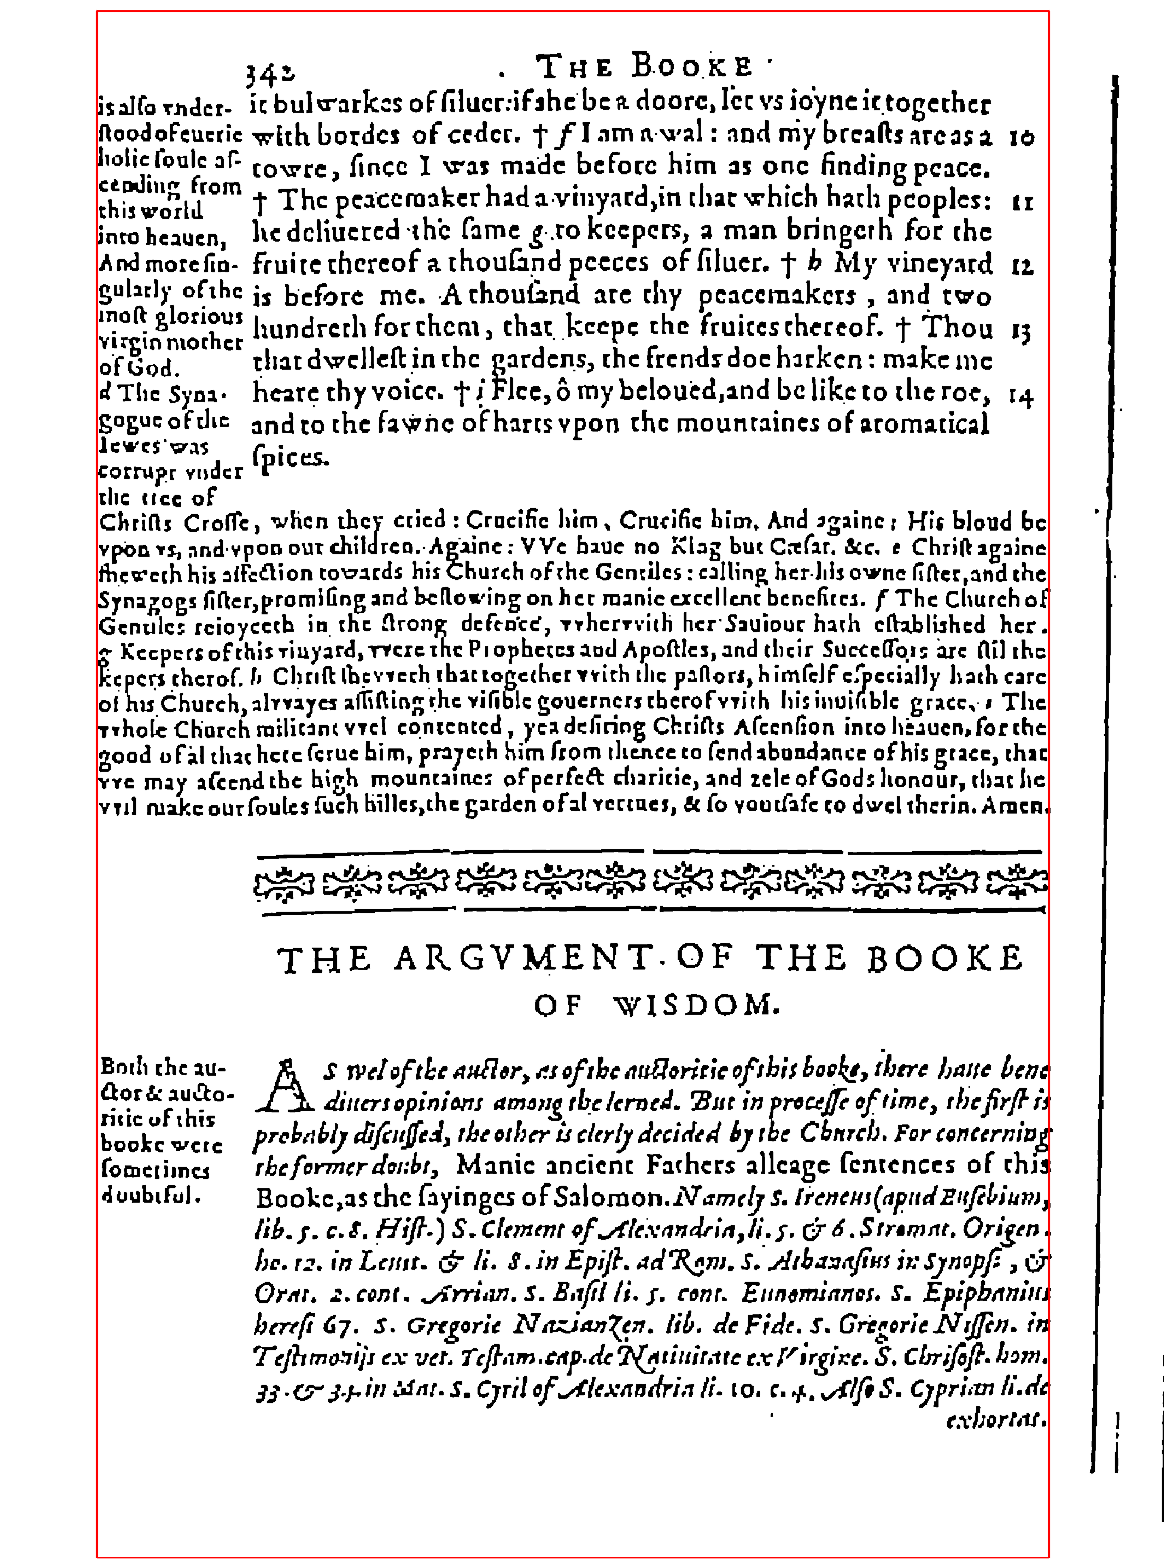 342 THE BOOKE
it bulwarkes of siluer: if she be a doore, let vs ioyne it together
with bordes of ceder. † f I am a wal: and my breasts are as a 10
towre, since I was made before him as one finding peace.
† The peacemaker had a vinyard, in that which hath peoples: 11
he deliuered the same g to keepers, a man bringeth for the
fruite therof a thousand peeces of siluer. † h My vineyard 12
is before me. A thousand are thy peacemakers, and two
hundreth for them, that keepe the fruites therof. † Thou 13
that dwellest in the gardens, the frends doe harken: make me
heare thy voice. † i Flee, ô my beloued, and be like to the roe, 14
and to the fawne of harts vpon the mountaines of aromatical
spices.
is also vnder-
stood of euerie
holie soule as-
cending from
this world
into heauen,
And more sin-
gularly of the
most glorious
virgin mother
of God.
d The Syna-
gogue of the
Iewes was
corrupt vnder
the tree of
Christs Crosse, when they cried: Crucifie him, Crucifie him. And againe: His bloud be
vpon vs, and vpon our children. Againe: VVe haue no King but Cæsar. &c. e Christ againe
sheweth his affection towards his Church of the Gentiles: calling her his owne sister, and the
Synagogs sister, promising and bestowing on her manie excellent benefites. f The Church of
Gentiles reioyceth in the strong defence, vvhervvith her Sauiour hath established her.
g Keepers of this vinyard, vvere the Prophetes and Apostles, and their Successors are stil the
kepers therof. h Christ shevveth that together vvith the pastors, himself especially hath care
of his Church, alvvayes assisting the visible gouerners therof vvith his inuisible grace. i The
vvhole Church militant vvel contented, yea desiring Christs Ascension into heauen, for the
good of al that here serue him, prayeth him from thence to send abundance of his grace, that
vve may ascend the high mountaines of perfect charitie, and zele of Gods honour, that he
vvil make our soules such hilles, the garden of al vertues, & so voutsafe to dwel therin. Amen.
THE ARGVMENT OF THE BOOKE
OF WISDOM.
Both the au-
ctor & aucto-
ritie of this
booke were
sometimes
doubtful.
AS wel of the auctor, as of the auctoritie of this booke, there haue bene
diuers opinions among the lerned. But in processe of time, the first is
probably discussed, the other is clerly decided by the Church. For concerning
the former doubt, Manie ancient Fathers alleage sentences of this
Booke, as the sayinges of Salomon. Namely S. Ireneus (apud Eusebium,
lib. 5. c. 8. Hist.) S. Clement of Alexandria, li. 5. & 6. Stromat. Origen.
ho. 12. in Leuit. & li. 8. in Epist. ad Rom. S. Athanasius in Synopsi, &
Orat. 2. cont. Arrian. S. Basil li. 5. cont. Eunomianos. S. Epiphanius
heresi 67. S. Gregorie Nazianzen. lib. de Fide. S. Gregorie Nissen. in
Testimonijs ex vet. Testam. cap. de Natiuitate ex Virgine. S. Chrisost. hom.
33. & 34. in Mat. S. Cyril of Alexandria li. 10. c. 4. Also S. Cyprian li. de
exhortat.